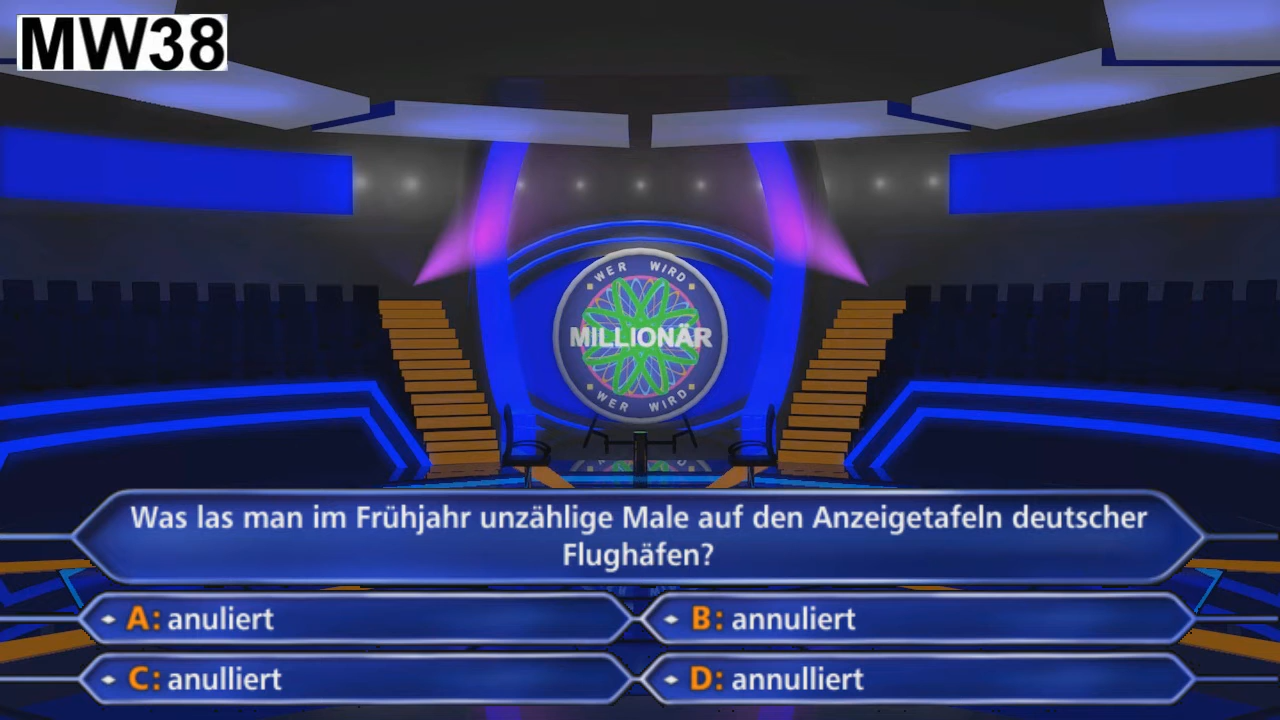 MW38
WER WIRD
MILLIONÄR
WER WIRD
Was las man im Frühjahr unzählige Male auf den Anzeigetafeln deutscher
Flughäfen?
A: anuliert
B: annuliert
C: anulliert
D: annulliert